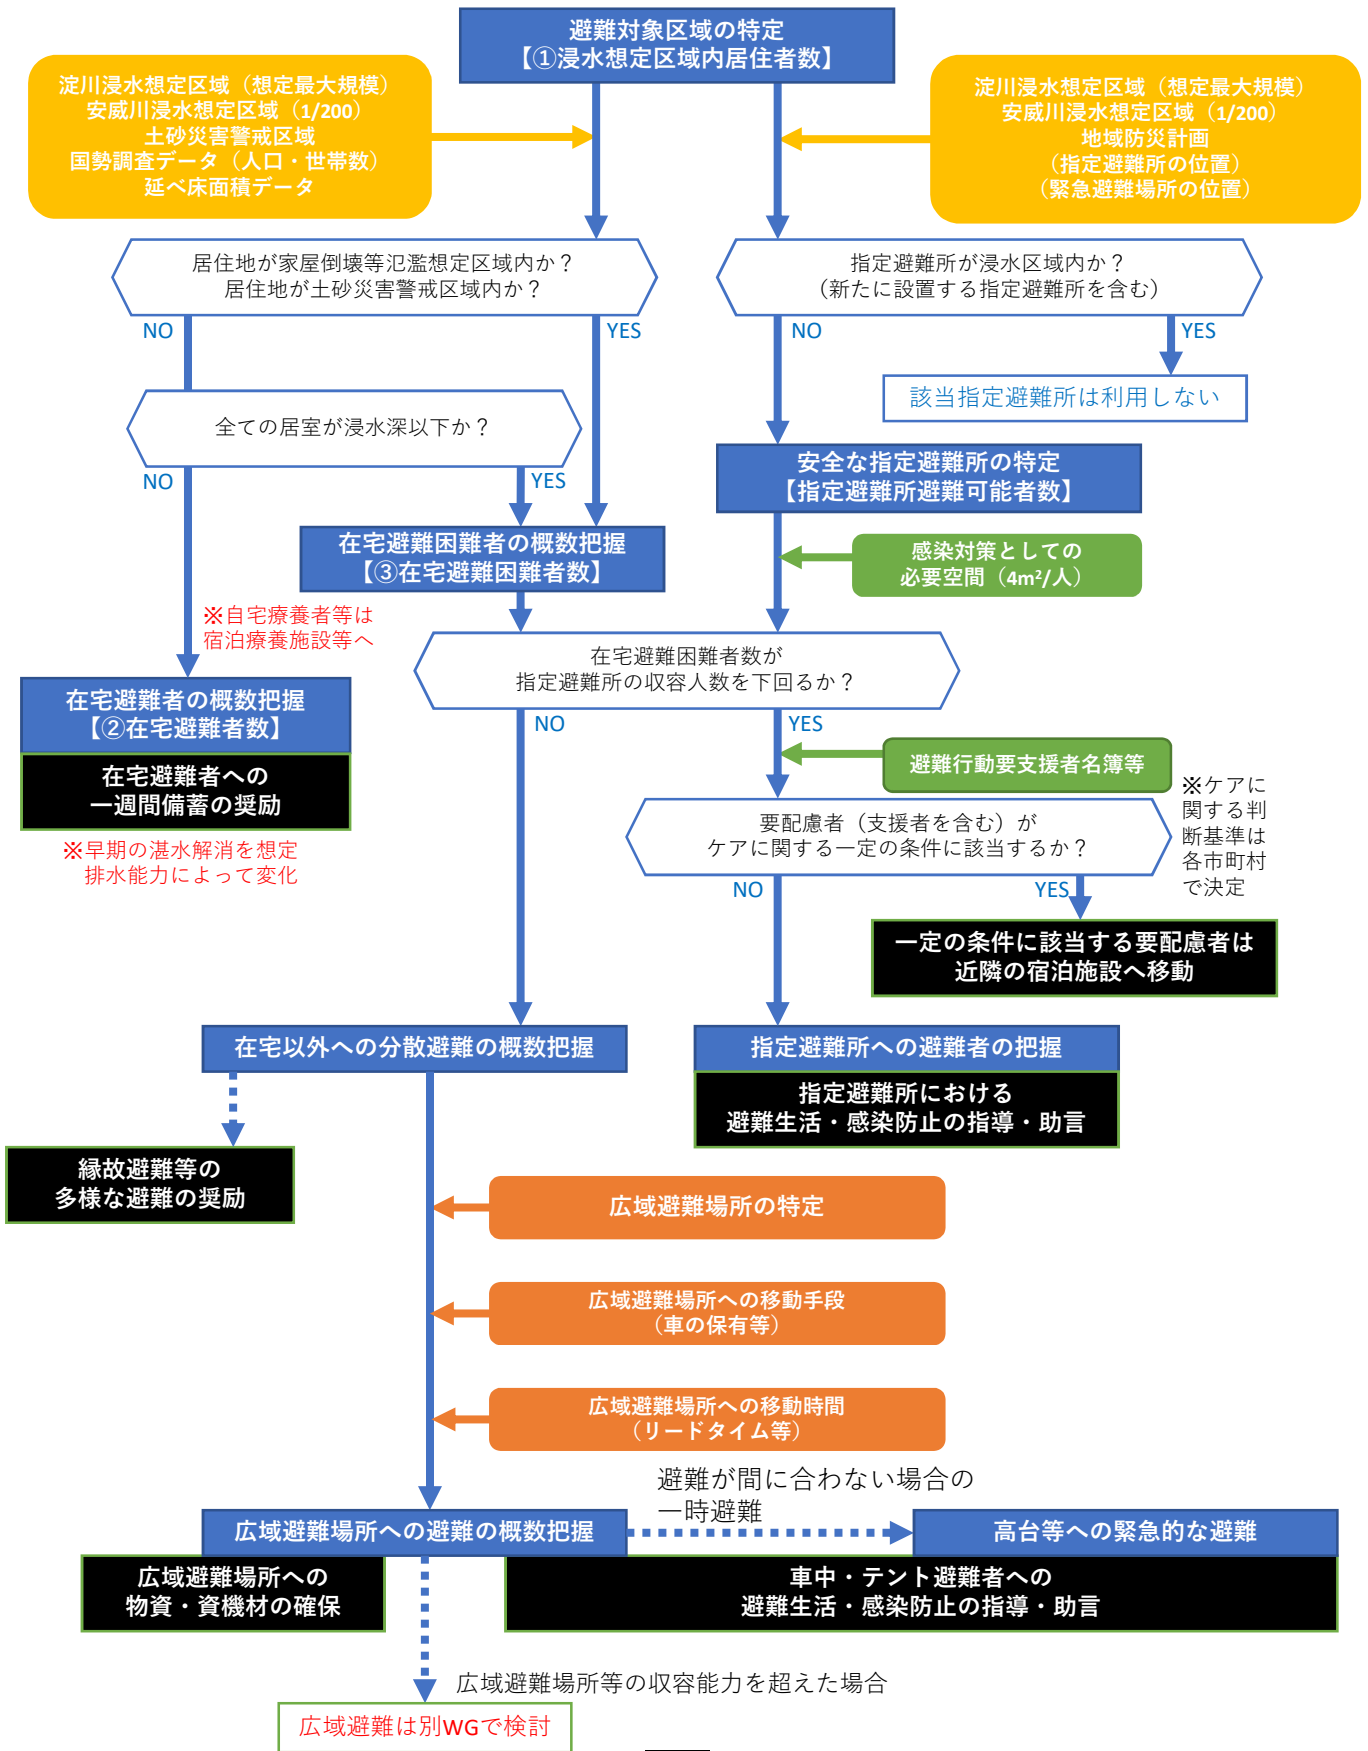 避難対象区域の特定
【①浸水想定区域内居住者数】
淀川浸水想定区域（想定最大規模）
安威川浸水想定区域（1/200）
土砂災害警戒区域
国勢調査データ（人口・世帯数）
延べ床面積データ
淀川浸水想定区域（想定最大規模）
安威川浸水想定区域（1/200）
地域防災計画
（指定避難所の位置）
（緊急避難場所の位置）
居住地が家屋倒壊等氾濫想定区域内か？
居住地が土砂災害警戒区域内か？
指定避難所が浸水区域内か？
（新たに設置する指定避難所を含む）
NO
YES
NO
YES
該当指定避難所は利用しない
全ての居室が浸水深以下か？
NO
YES
安全な指定避難所の特定
【指定避難所避難可能者数】
在宅避難困難者の概数把握
【③在宅避難困難者数】
感染対策としての
必要空間（4m²/人）
※自宅療養者等は
宿泊療養施設等へ
在宅避難困難者数が
指定避難所の収容人数を下回るか？
在宅避難者の概数把握
【②在宅避難者数】
NO
YES
在宅避難者への
一週間備蓄の奨励
避難行動要支援者名簿等
※早期の湛水解消を想定
排水能力によって変化
要配慮者（支援者を含む）が
ケアに関する一定の条件に該当するか？
※ケアに
関する判
断基準は
各市町村
で決定
NO
YES
一定の条件に該当する要配慮者は
近隣の宿泊施設へ移動
在宅以外への分散避難の概数把握
指定避難所への避難者の把握
指定避難所における
避難生活・感染防止の指導・助言
縁故避難等の
多様な避難の奨励
広域避難場所の特定
広域避難場所への移動手段
（車の保有等）
広域避難場所への移動時間
（リードタイム等）
避難が間に合わない場合の
一時避難
広域避難場所への避難の概数把握
高台等への緊急的な避難
広域避難場所への
物資・資機材の確保
車中・テント避難者への
避難生活・感染防止の指導・助言
広域避難場所等の収容能力を超えた場合
広域避難は別WGで検討